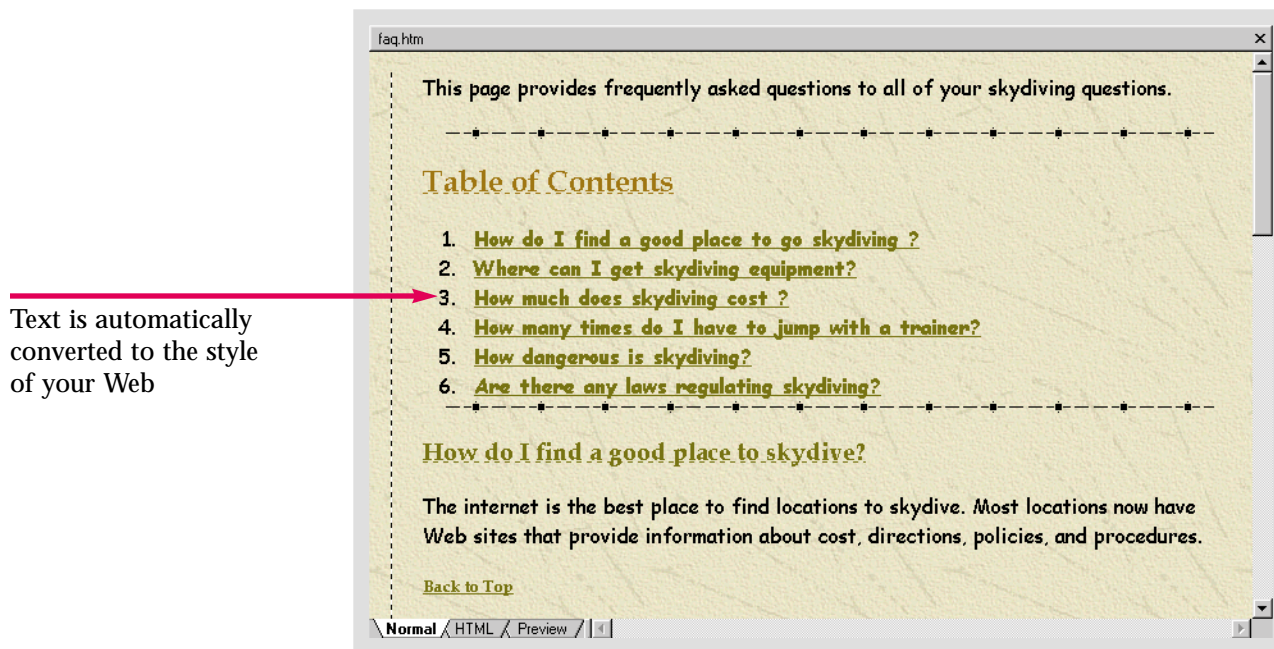 faq.htm
This page provides frequently asked questions to all of your skydiving questions.
Table of Contents
1. How do I find a good place to go skydiving ?
2. Where can I get skydiving equipment?
3. How much does skydiving cost ?
4. How many times do I have to jump with a trainer?
5. How dangerous is skydiving?
6. Are there any laws regulating skydiving?
How do I find a good place to skydive?
The internet is the best place to find locations to skydive. Most locations now have
Web sites that provide information about cost, directions, policies, and procedures.
Back to Top
Normal HTML Preview
Text is automatically
converted to the style
of your Web